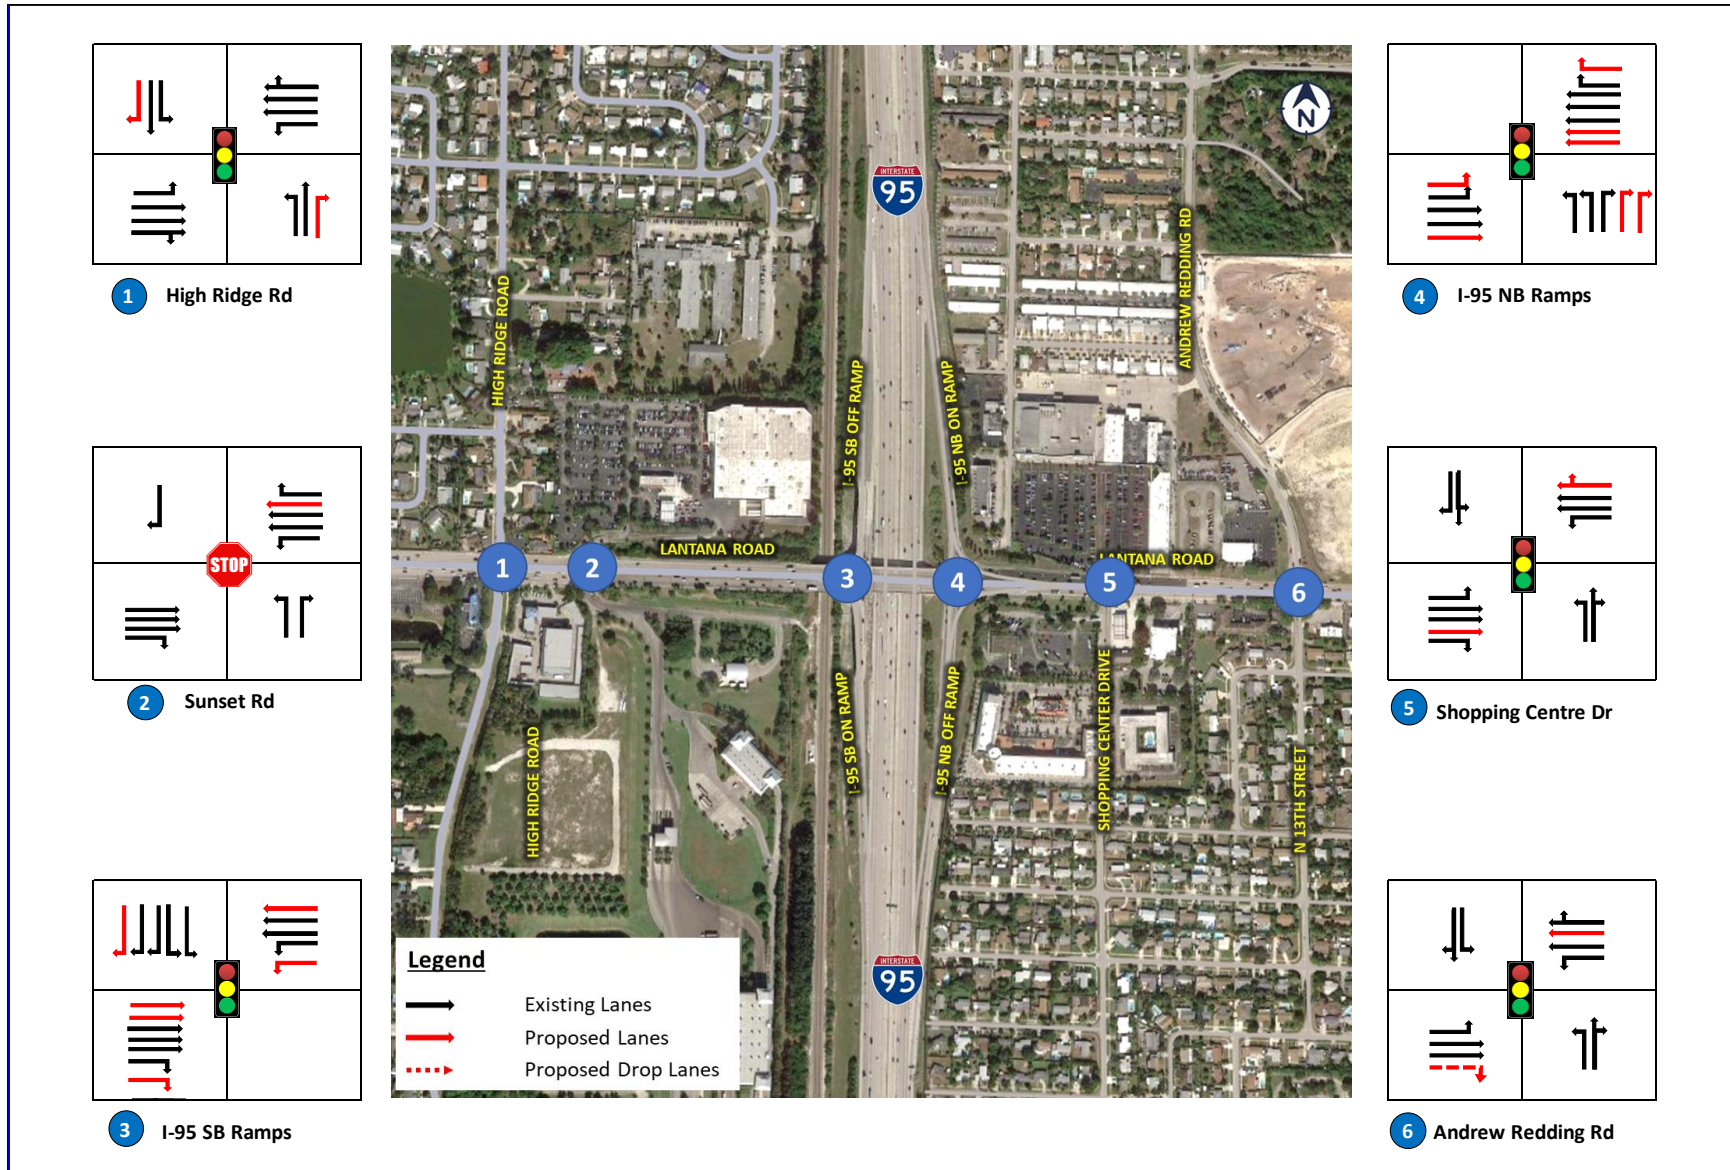 1 High Ridge Rd
2 Sunset Rd
STOP
3 I-95 SB Ramps
N
INTERSTATE
95
ANDREW REDDING RD
HIGH RIDGE ROAD
I-95 SB OFF RAMP
I-95 NB ON RAMP
LANTANA ROAD
LANTANA ROAD
1
2
3
4
5
6
I-95 SB ON RAMP
I-95 NB OFF RAMP
SHOPPING CENTER DRIVE
HIGH RIDGE ROAD
N 13TH STREET
INTERSTATE
95
Legend
Existing Lanes
Proposed Lanes
Proposed Drop Lanes
4 I-95 NB Ramps
5 Shopping Centre Dr
6 Andrew Redding Rd